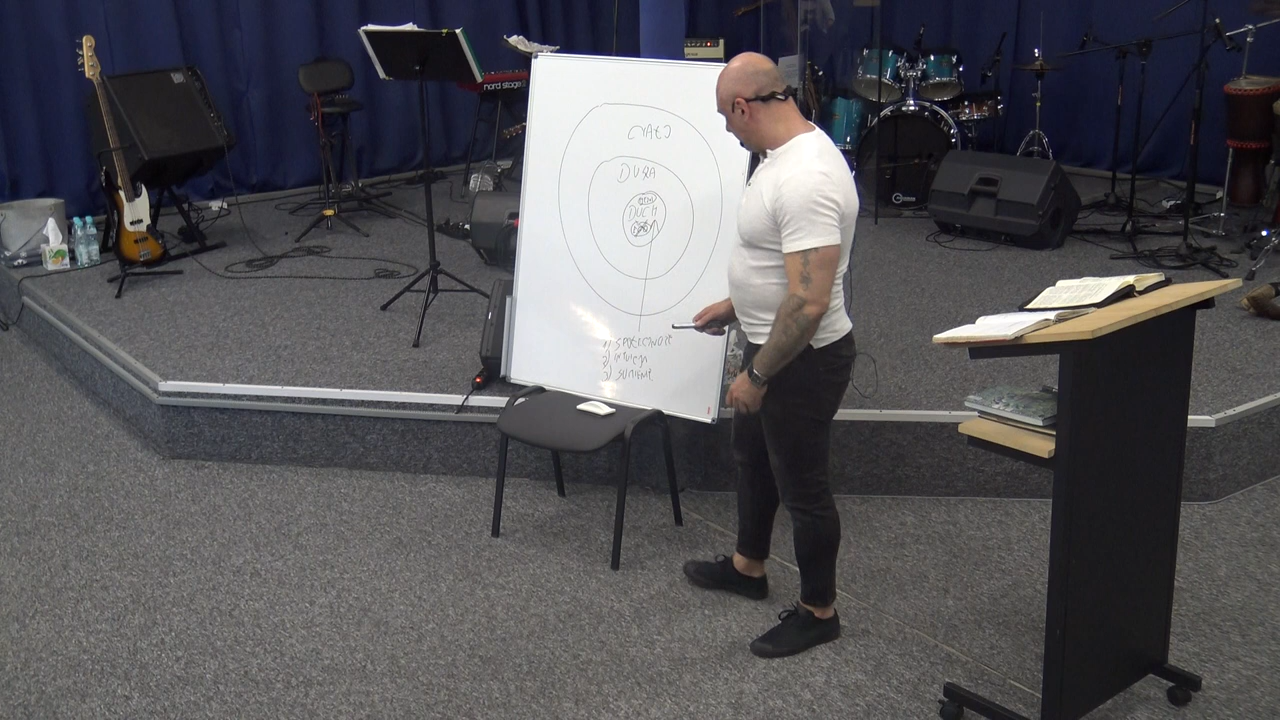 CIAŁO
DUSZA
DUCH
1) SPOŁECZNOŚĆ
2) INTUICJA
3) SUMIENIE
nord stage